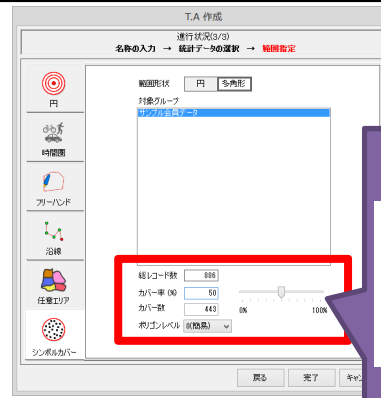 T.A 作成
進行状況(3/3)
名称の入力 → 統計データの選択 → 範囲指定
円
時間圏
フリーハンド
沿線
任意エリア
シンボルカバー
範囲形状 円 多角形
対象グループ
サンプル会員データ
総レコード数 886
カバー率 (%) 50
カバー数 443
0% 100%
ポリゴンレベル 0(簡易)
戻る 完了 キャン